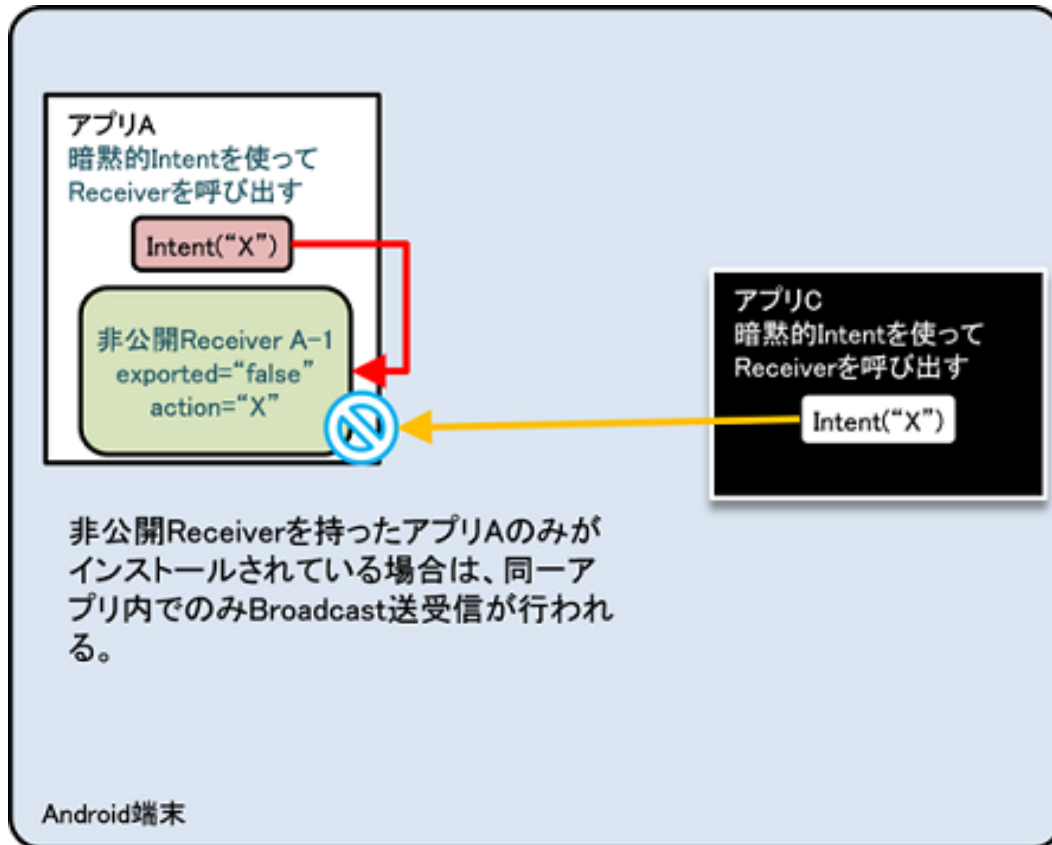 アプリA
暗黙的Intentを使って
Receiverを呼び出す
Intent(“X”)
非公開Receiver A-1
exported=“false”
action=“X”
アプリC
暗黙的Intentを使って
Receiverを呼び出す
Intent(“X”)
非公開Receiverを持ったアプリAのみが
インストールされている場合は、同一ア
プリ内でのみBroadcast送受信が行われ
る。
Android端末